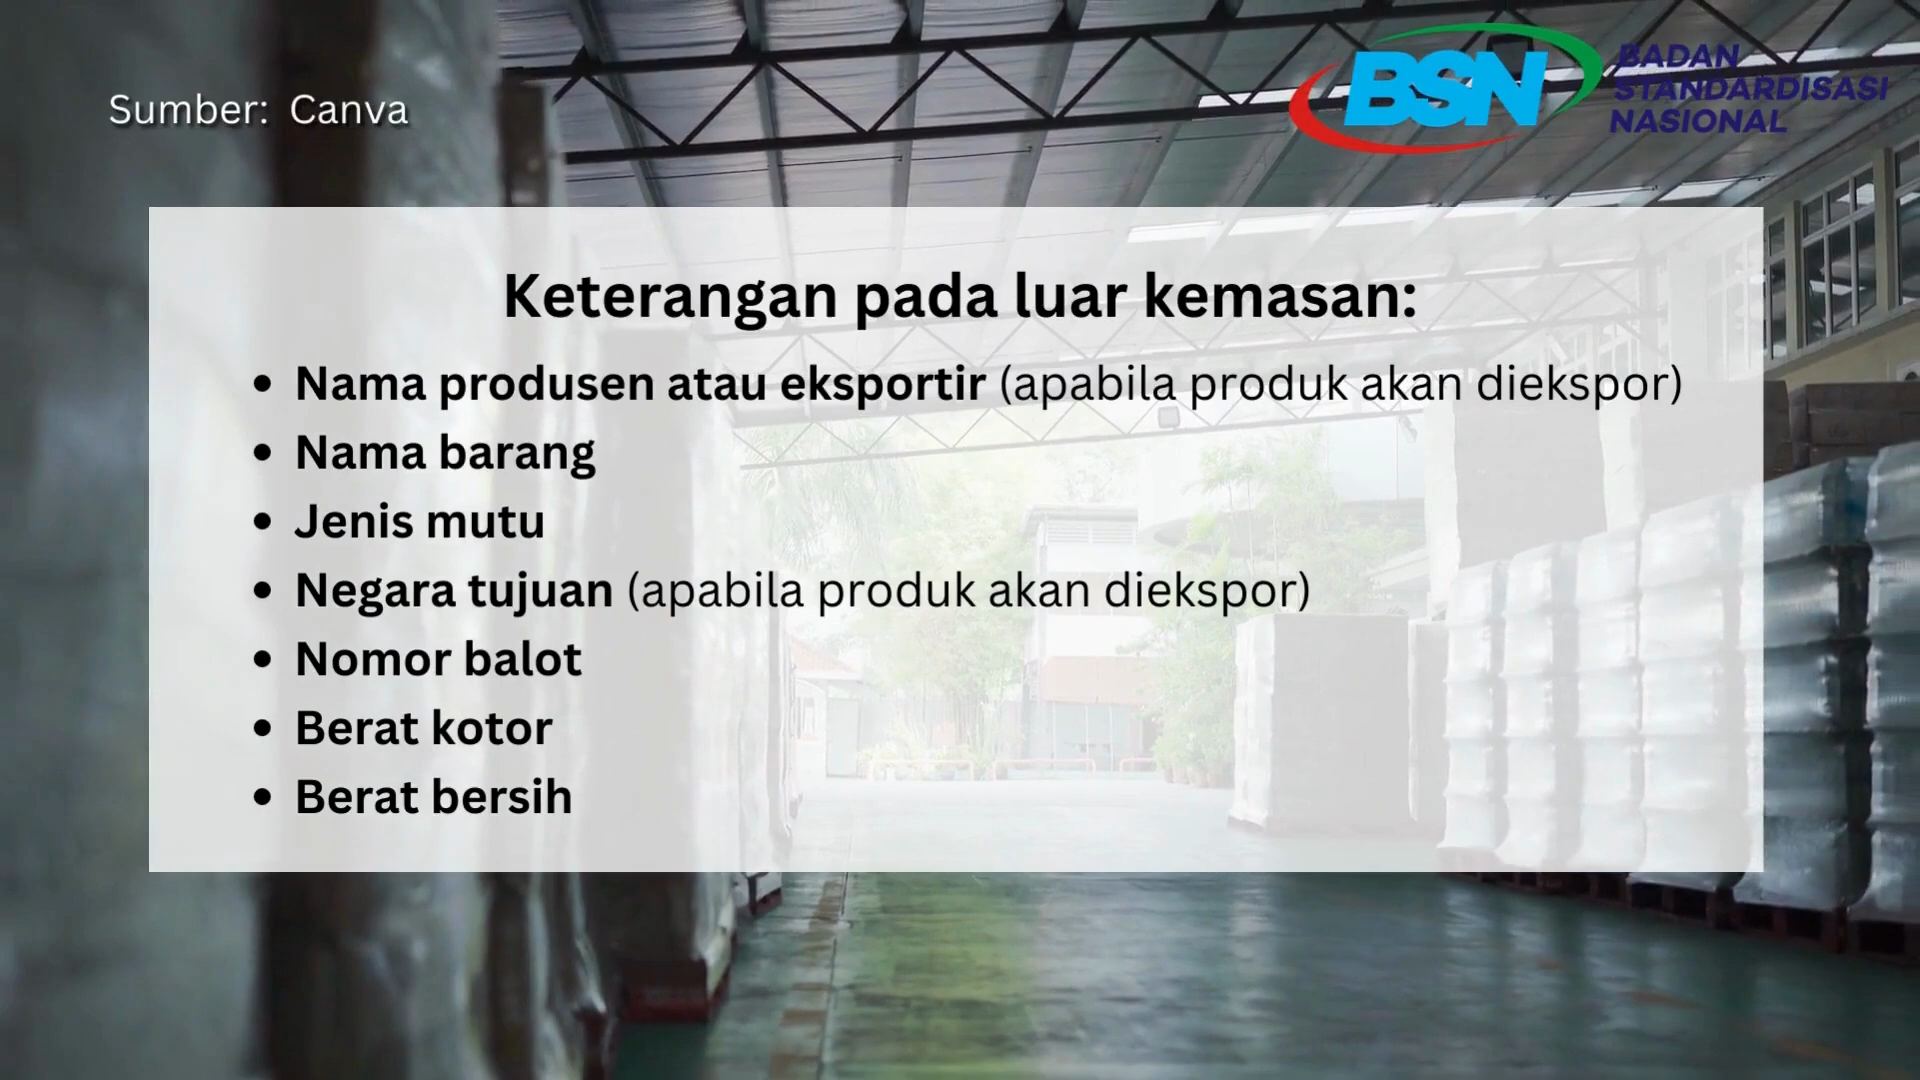 Sumber: Canva
BSN
BADAN
STANDARDISASI
NASIONAL
Keterangan pada luar kemasan:
• Nama produsen atau eksportir (apabila produk akan diekspor)
• Nama barang
• Jenis mutu
• Negara tujuan (apabila produk akan diekspor)
• Nomor balot
• Berat kotor
• Berat bersih